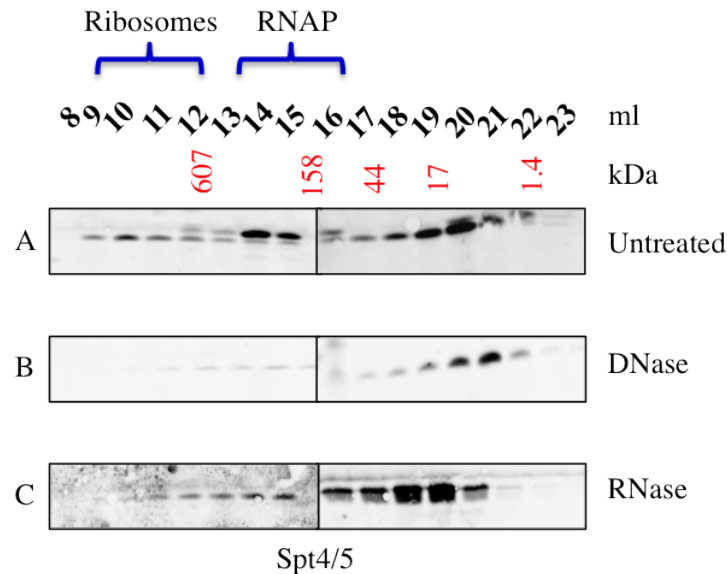 Ribosomes RNAP
8 9 10 11 12 13 14 15 16 17 18 19 20 21 22 23 ml
607 158 44 17 1.4 kDa
A Untreated
B DNase
C RNase
Spt4/5